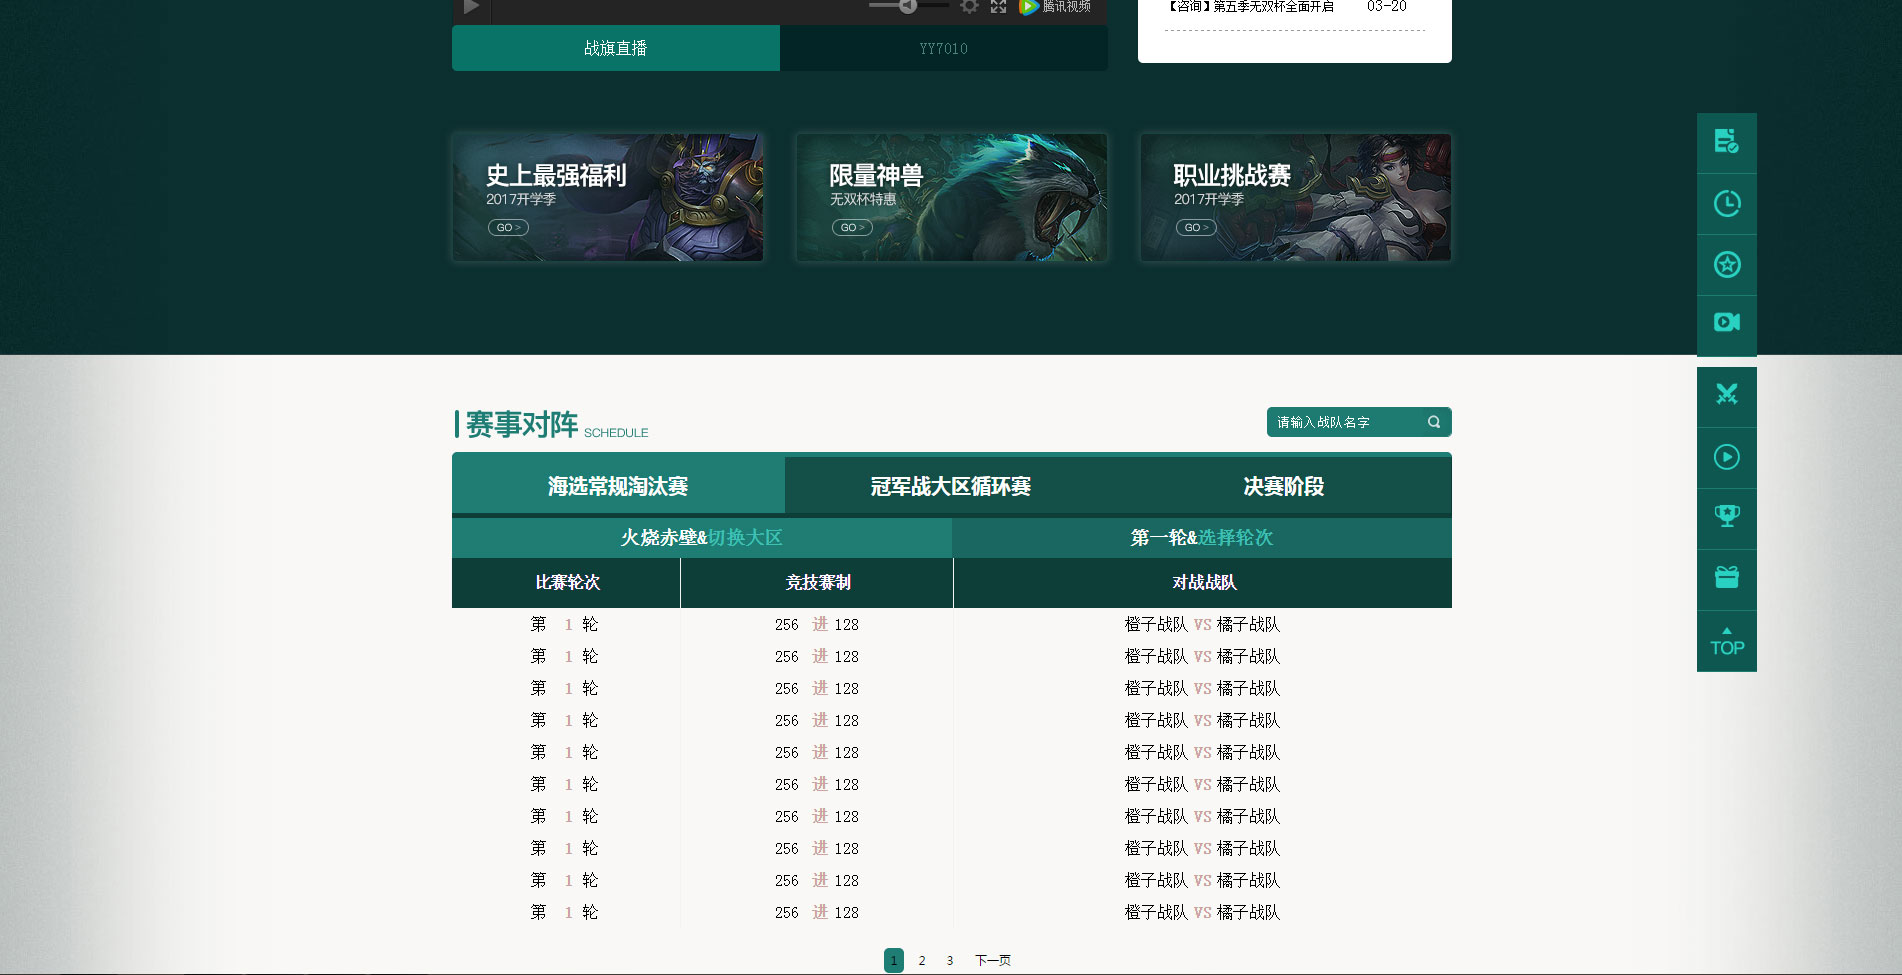 腾讯视频
【咨询】第五季无双杯全面开启 03-20
战旗直播 YY7010
史上最强福利
2017开学季
GO >
限量神兽
无双杯特惠
GO >
职业挑战赛
2017开学季
GO >
赛事对阵 SCHEDULE
请输入战队名字
海选常规淘汰赛 冠军战大区循环赛 决赛阶段
火烧赤壁&切换大区 第一轮&选择轮次
比赛轮次 竞技赛制 对战战队
第 1 轮 256 进 128 橙子战队 VS 橘子战队
第 1 轮 256 进 128 橙子战队 VS 橘子战队
第 1 轮 256 进 128 橙子战队 VS 橘子战队
第 1 轮 256 进 128 橙子战队 VS 橘子战队
第 1 轮 256 进 128 橙子战队 VS 橘子战队
第 1 轮 256 进 128 橙子战队 VS 橘子战队
第 1 轮 256 进 128 橙子战队 VS 橘子战队
第 1 轮 256 进 128 橙子战队 VS 橘子战队
第 1 轮 256 进 128 橙子战队 VS 橘子战队
第 1 轮 256 进 128 橙子战队 VS 橘子战队
1 2 3 下一页
TOP